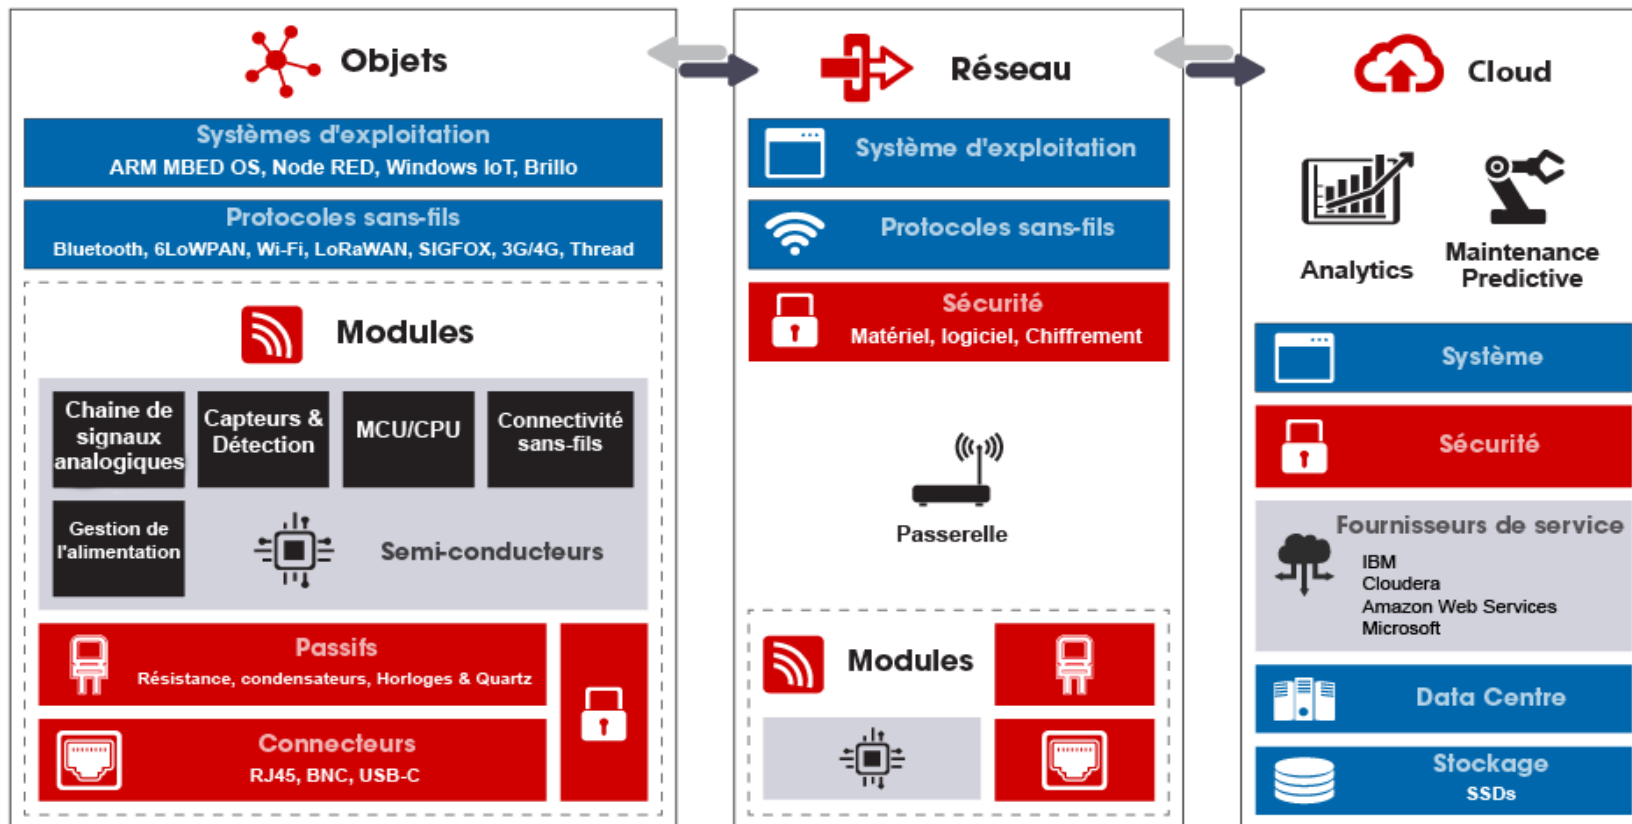 Objets
Systèmes d'exploitation
ARM MBED OS, Node RED, Windows IoT, Brillo
Protocoles sans-fils
Bluetooth, 6LoWPAN, Wi-Fi, LoRaWAN, SIGFOX, 3G/4G, Thread
Modules
Chaine de
signaux
analogiques
Capteurs &
Détection
MCU/CPU
Connectivité
sans-fils
Gestion de
l'alimentation
Semi-conducteurs
Passifs
Résistance, condensateurs, Horloges & Quartz
Connecteurs
RJ45, BNC, USB-C
Réseau
Système d'exploitation
Protocoles sans-fils
Sécurité
Matériel, logiciel, Chiffrement
Passerelle
Modules
Cloud
Analytics
Maintenance
Predictive
Système
Sécurité
Fournisseurs de service
IBM
Cloudera
Amazon Web Services
Microsoft
Data Centre
Stockage
SSDs